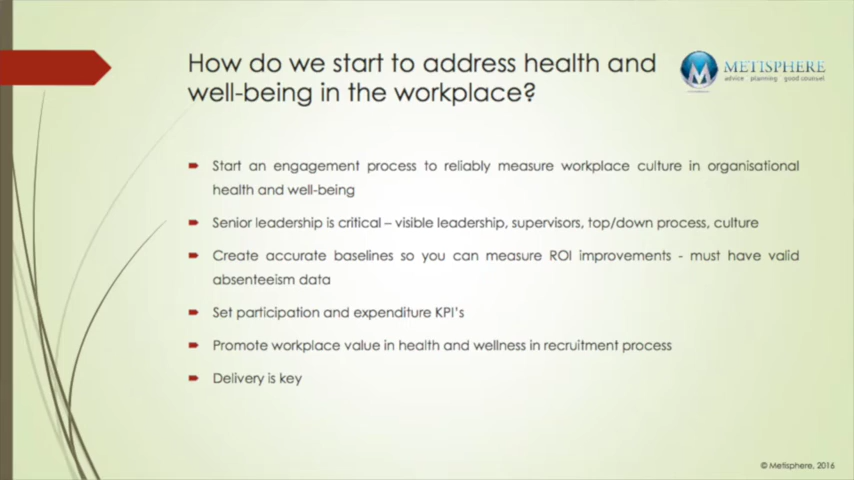 How do we start to address health and
well-being in the workplace?
METISPHERE
advice planning good counsel
Start an engagement process to reliably measure workplace culture in organisational
health and well-being
Senior leadership is critical – visible leadership, supervisors, top/down process, culture
Create accurate baselines so you can measure ROI improvements - must have valid
absenteeism data
Set participation and expenditure KPI's
Promote workplace value in health and wellness in recruitment process
Delivery is key
© Metisphere, 2016